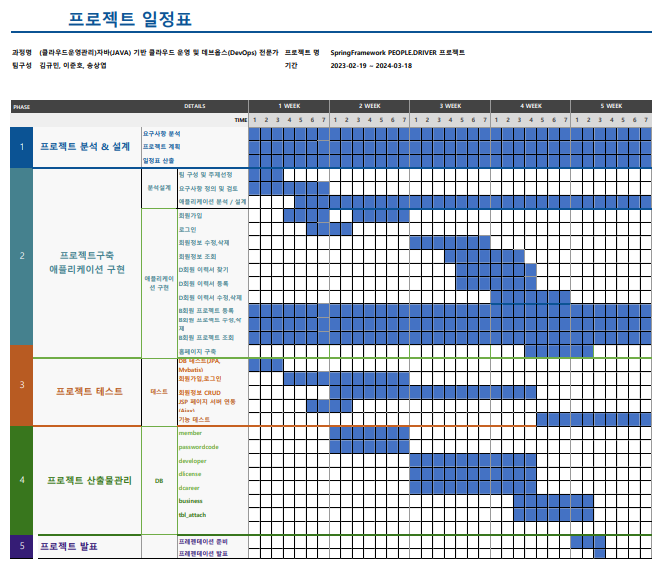 프로젝트 일정표
과정명 (클라우드운영관리)자바(JAVA) 기반 클라우드 운영 및 데브옵스(DevOps) 전문가 프로젝트 명 SpringFramework PEOPLE.DRIVER 프로젝트
팀구성 김규민, 이준호, 송상엽 기간 2023-02-19 ~ 2024-03-18
PHASE DETAILS 1 WEEK 2 WEEK 3 WEEK 4 WEEK 5 WEEK
TIME 1 2 3 4 5 6 7 1 2 3 4 5 6 7 1 2 3 4 5 6 7 1 2 3 4 5 6 7 1 2 3 4 5 6 7
1 프로젝트 분석 & 설계
요구사항 분석
프로젝트 계획
일정표 산출
2 프로젝트구축
애플리케이션 구현
분석설계
팀 구성 및 주제선정
요구사항 정의 및 검토
애플리케이션 분석 / 설계
애플리케이
션 구현
회원가입
로그인
회원정보 수정,삭제
회원정보 조회
D회원 이력서 찾기
D회원 이력서 등록
D회원 이력서 수정,삭제
B회원 프로젝트 등록
B회원 프로젝트 수정,삭
제
B회원 프로젝트 조회
홈페이지 구축
3 프로젝트 테스트
테스트
DB 테스트(JPA,
Mybatis)
회원가입,로그인
회원정보 CRUD
JSP 페이지 서버 연동
(Ajax)
기능 테스트
4 프로젝트 산출물관리
DB
member
passwordcode
developer
dlicense
dcareer
business
tbl_attach
5 프로젝트 발표
프레젠테이션 준비
프레젠테이션 발표